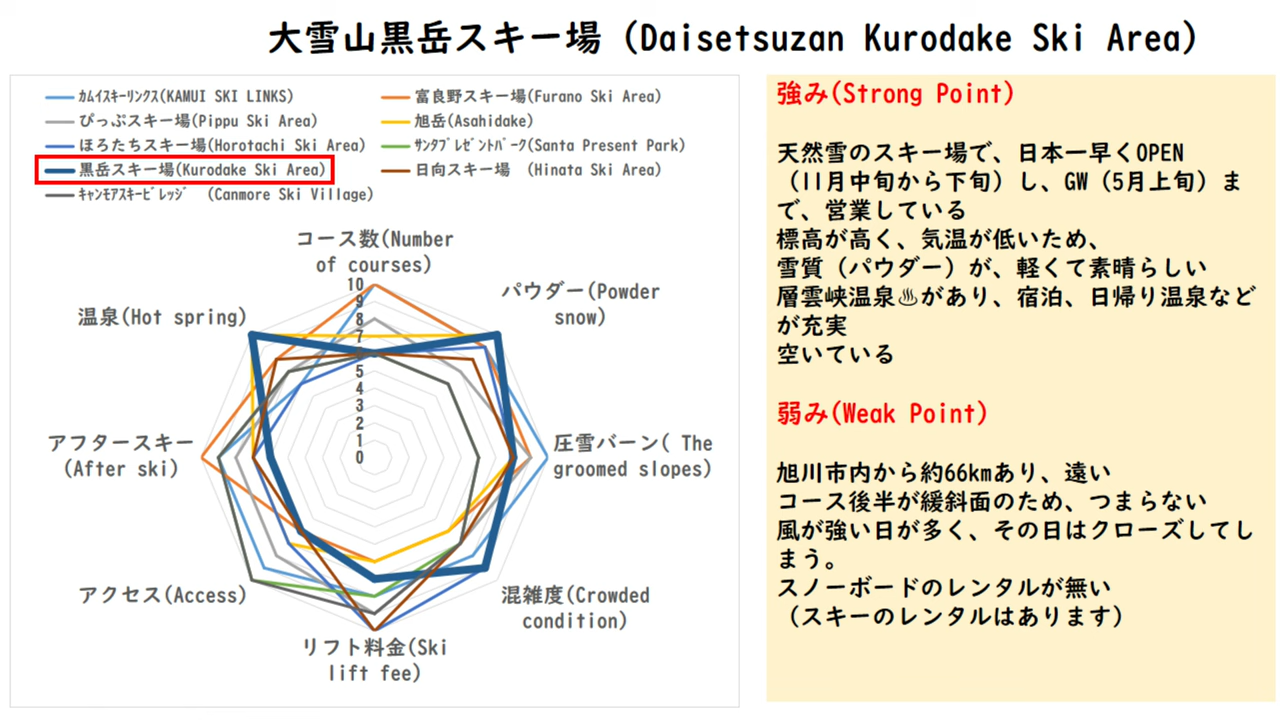 大雪山黒岳スキー場 (Daisetsuzan Kurodake Ski Area)
カムイスキーリンクス(KAMUI SKI LINKS)
富良野スキー場(Furano Ski Area)
ぴっぷスキー場(Pippu Ski Area)
旭岳(Asahidake)
ほろたちスキー場(Horotachi Ski Area)
サンタプレゼントパーク(Santa Present Park)
黒岳スキー場(Kurodake Ski Area)
日向スキー場 (Hinata Ski Area)
キャンモアスキービレッジ (Canmore Ski Village)
コース数(Number
of courses)
パウダー(Powder
snow)
圧雪バーン( The
groomed slopes)
混雑度(Crowded
condition)
リフト料金(Ski
lift fee)
アクセス(Access)
アフタースキー
(After ski)
温泉(Hot spring)
10
9
8
7
6
5
4
3
2
1
0
強み(Strong Point)
天然雪のスキー場で、日本一早くOPEN
(11月中旬から下旬)し、GW(5月上旬)ま
で、営業している
標高が高く、気温が低いため、
雪質(パウダー)が、軽くて素晴らしい
層雲峡温泉♨があり、宿泊、日帰り温泉など
が充実
空いている
弱み(Weak Point)
旭川市内から約66kmあり、遠い
コース後半が緩斜面のため、つまらない
風が強い日が多く、その日はクローズしてし
まう。
スノーボードのレンタルが無い
(スキーのレンタルはあります)